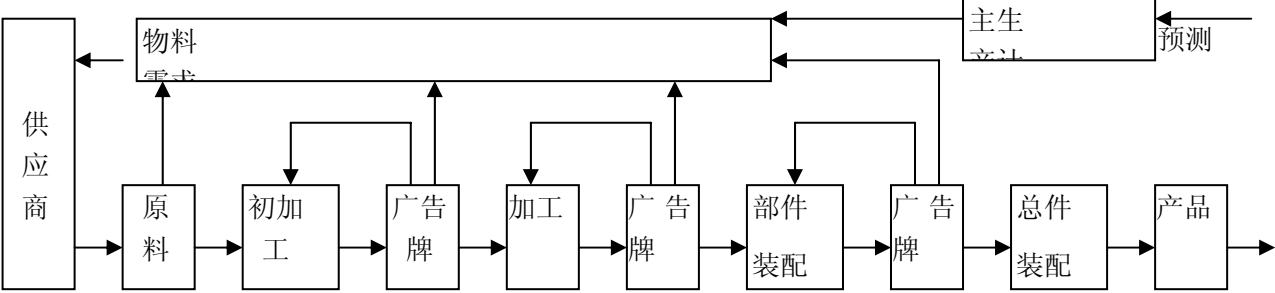 主生
预测
物料
供
应
商
原
料
初加
工
广告
牌
加工
广 告
牌
部件
装配
广 告
牌
总件
装配
产品